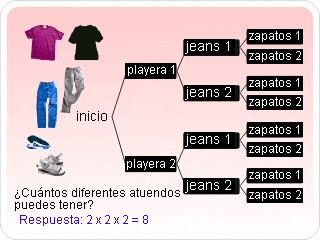 inicio
playera 1
jeans 1
zapatos 1
zapatos 2
jeans 2
zapatos 1
zapatos 2
playera 2
jeans 1
zapatos 1
zapatos 2
jeans 2
zapatos 1
zapatos 2
¿Cuántos diferentes atuendos
puedes tener?
Respuesta: 2 x 2 x 2 = 8